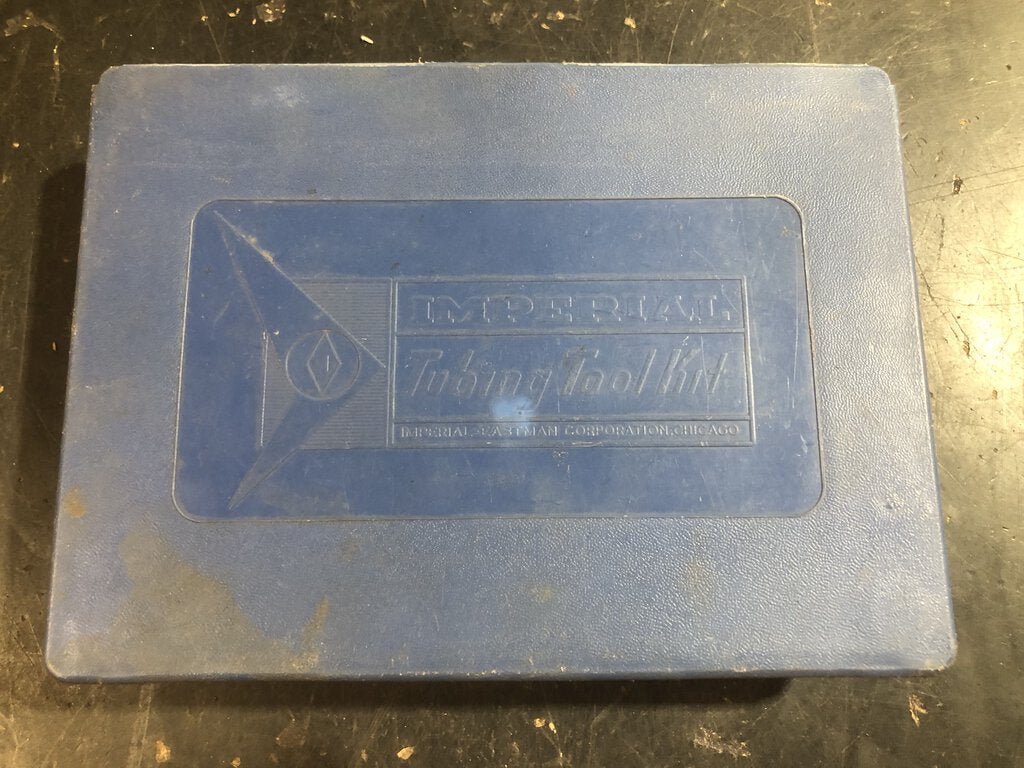 IMPERIAL
Tubing Tool Kit
IMPERIAL-EASTMAN CORPORATION, CHICAGO